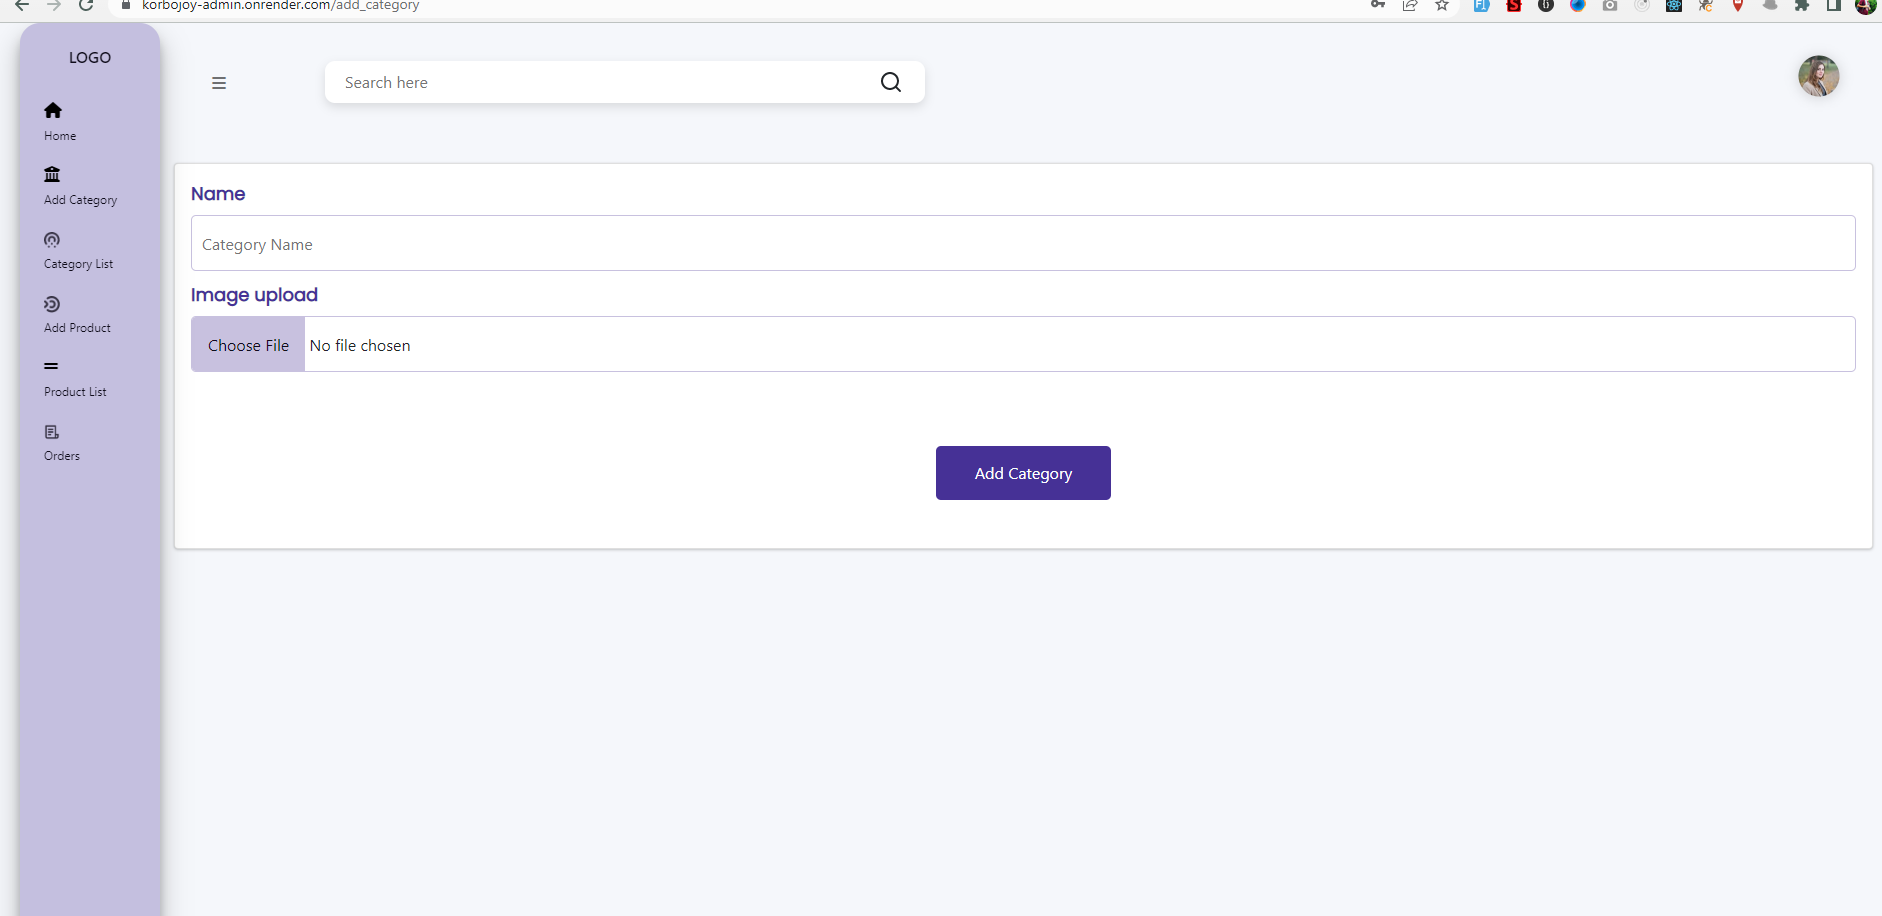 korbojoy-admin.onrender.com/add_category
LOGO
Home
Add Category
Category List
Add Product
Product List
Orders
Search here
Name
Category Name
Image upload
Choose File No file chosen
Add Category